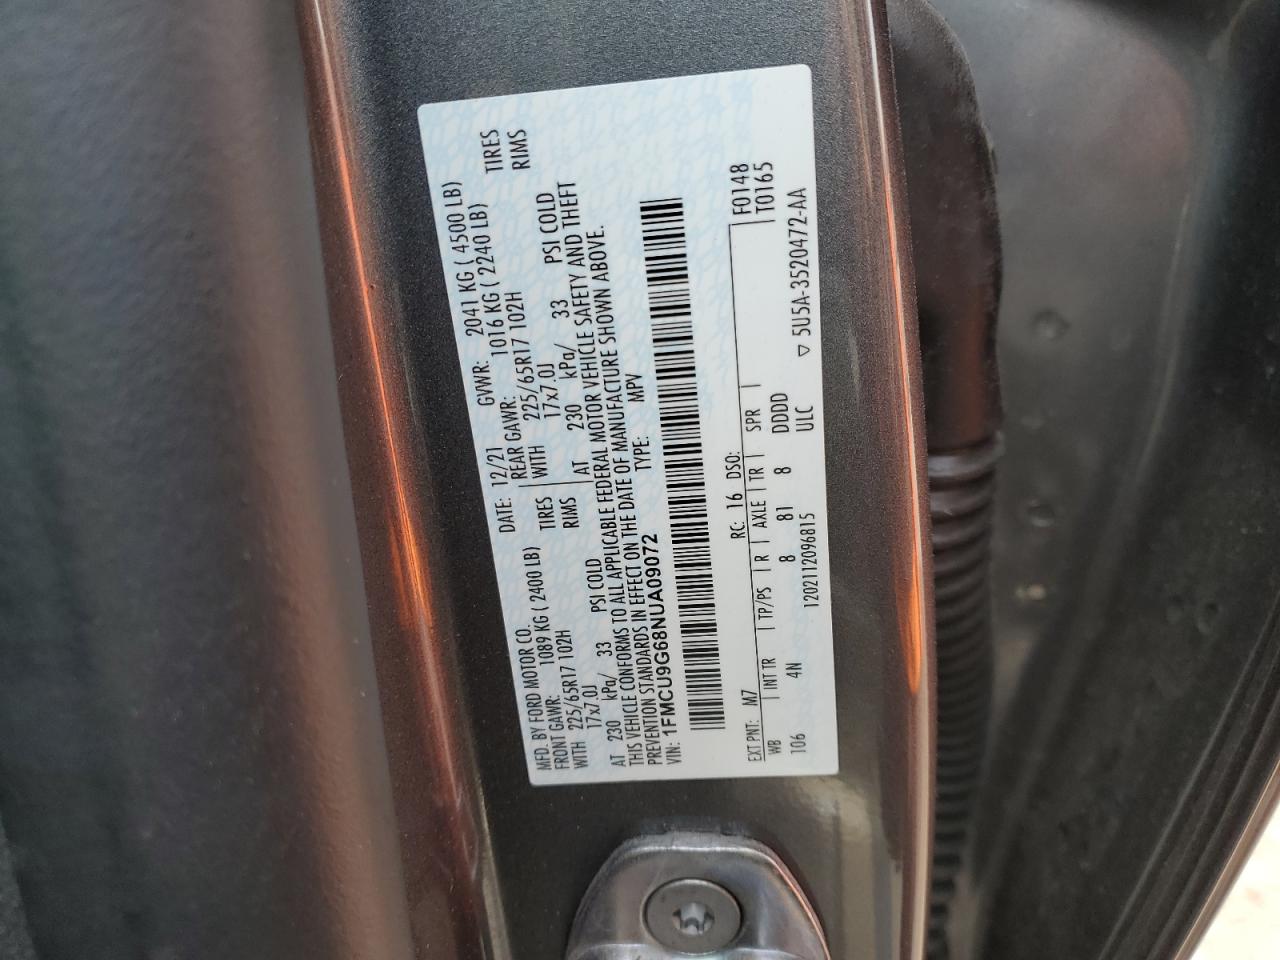 MFD. BY FORD MOTOR CO.
DATE: 12/21 GVWR: 2041 KG ( 4500 LB)
FRONT GAWR: 1089 KG ( 2400 LB) REAR GAWR: 1016 KG ( 2240 LB)
WITH 225/65R17 102H TIRES WITH 225/65R17 102H TIRES
17x7.0J RIMS 17x7.0J RIMS
AT 230 kPa/ 33 PSI COLD AT 230 kPa/ 33 PSI COLD
THIS VEHICLE CONFORMS TO ALL APPLICABLE FEDERAL MOTOR VEHICLE SAFETY AND THEFT
PREVENTION STANDARDS IN EFFECT ON THE DATE OF MANUFACTURE SHOWN ABOVE.
VIN: 1FMCU9G68NUA09072 TYPE: MPV
F0148
EXT PNT: M7 RC: 16 DSO: T0165
WB INT TR TP/PS R AXLE TR SPR
106 4N 8 81 8 DDDD
ULC
1202112096815 ▽ 5U5A-3520472-AA